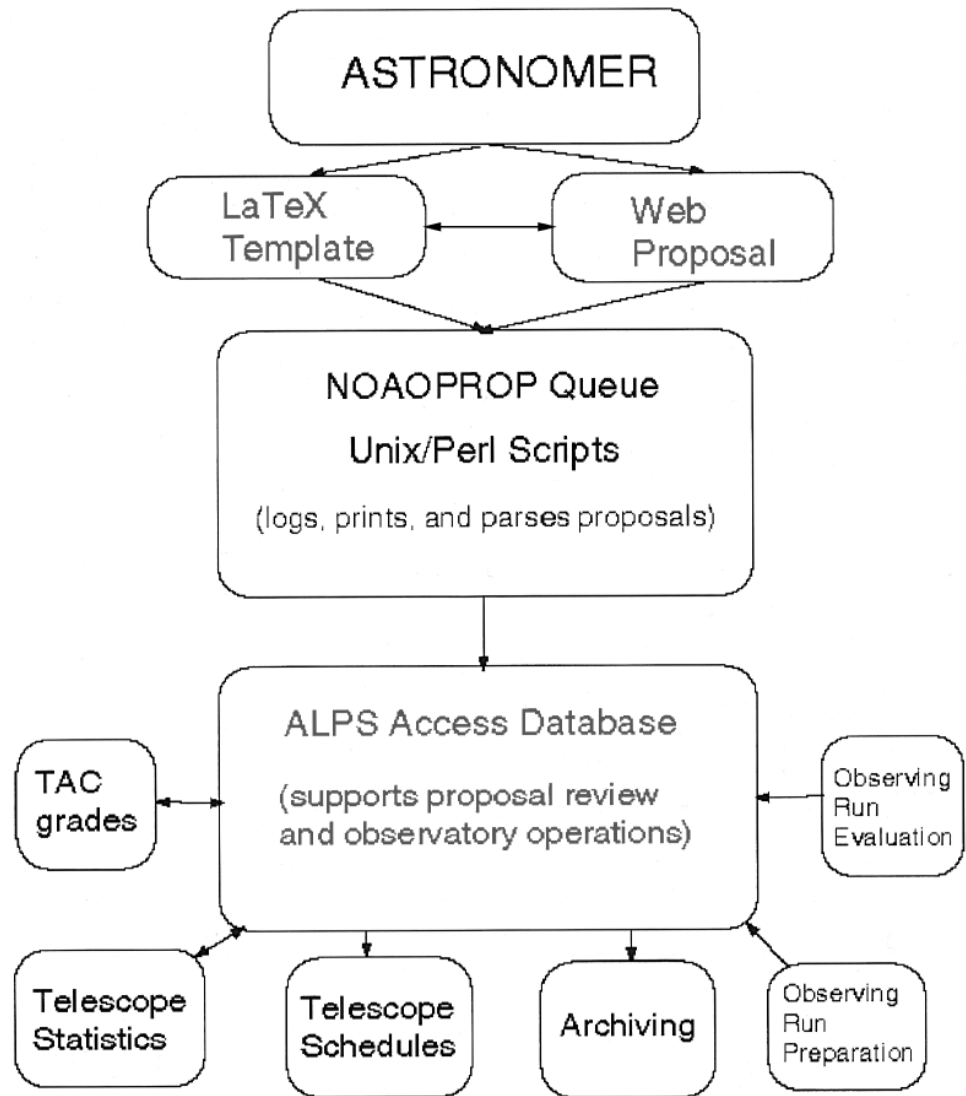 ASTRONOMER
LaTeX
Template
Web
Proposal
NOAOPROP Queue
Unix/Perl Scripts
(logs, prints, and parses proposals)
ALPS Access Database
(supports proposal review
and observatory operations)
TAC
grades
Observing
Run
Evaluation
Telescope
Statistics
Telescope
Schedules
Archiving
Observing
Run
Preparation